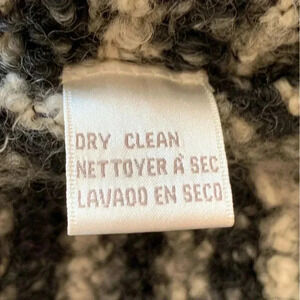 DRY CLEAN
NETTOYER À SEC
LAVADO EN SECO